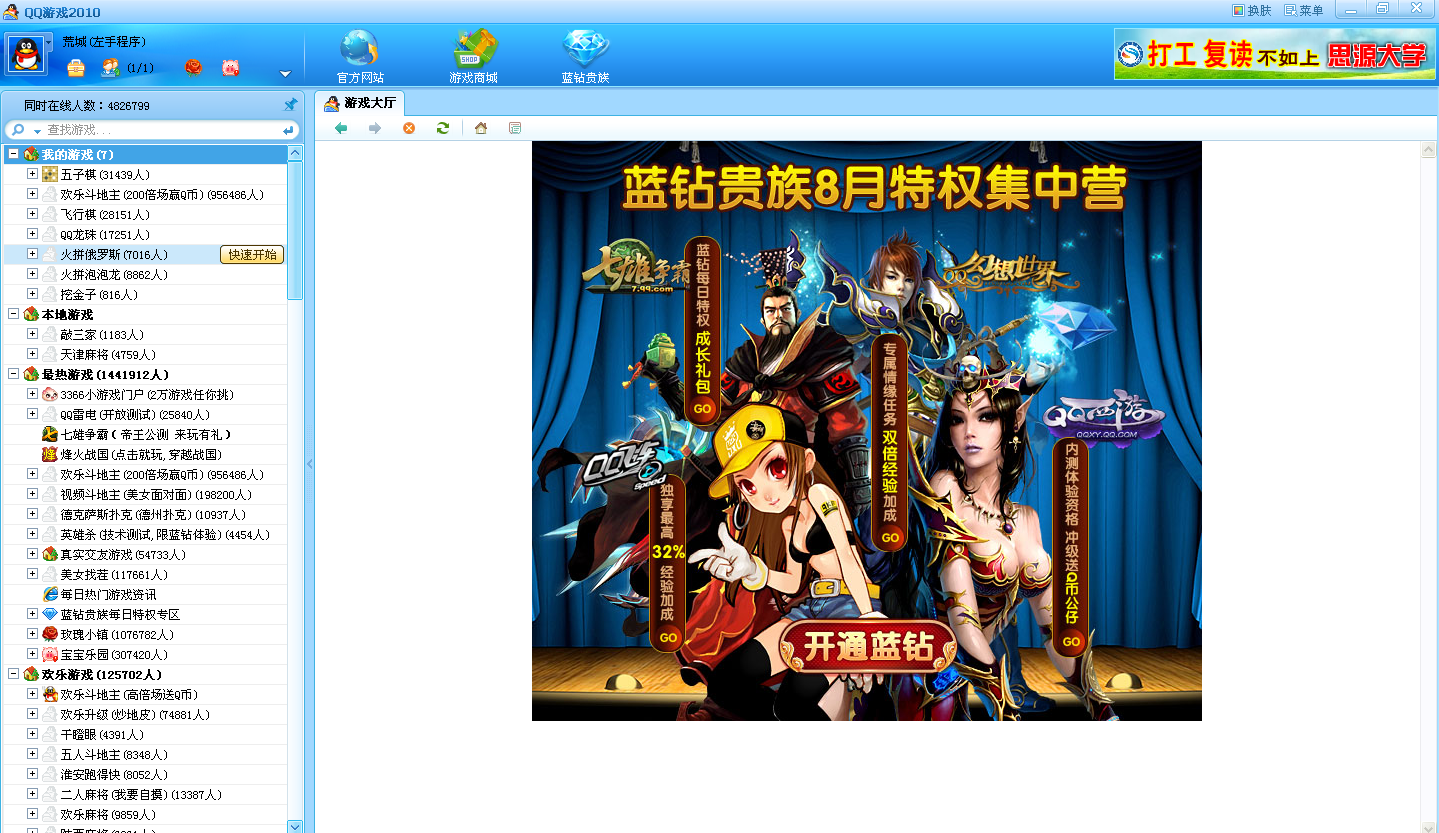 QQ游戏2010
换肤
菜单
荒城(左手程序)
(1/1)
官方网站
SHOP
游戏商城
蓝钻贵族
打工 复读 不如上 思源大学
同时在线人数：4826799
查找游戏...
我的游戏 (7)
五子棋 (31439人)
欢乐斗地主 (200倍场赢Q币) (956486人)
飞行棋 (28151人)
QQ龙珠 (17251人)
火拼俄罗斯 (7016人)
快速开始
火拼泡泡龙 (8862人)
挖金子 (816人)
本地游戏
敲三家 (1183人)
天津麻将 (4759人)
最热游戏 (1441912人)
3366小游戏门户 (2万游戏任你挑)
QQ雷电 (开放测试) (25840人)
七雄争霸 ( 帝王公测 来玩有礼 )
烽火战国 (点击就玩, 穿越战国)
欢乐斗地主 (200倍场赢Q币) (956486人)
视频斗地主 (美女面对面) (198200人)
德克萨斯扑克 (德州扑克) (10937人)
英雄杀 (技术测试, 限蓝钻体验) (4454人)
真实交友游戏 (54733人)
美女找茬 (117661人)
每日热门游戏资讯
蓝钻贵族每日特权专区
玫瑰小镇 (1076782人)
宝宝乐园 (307420人)
欢乐游戏 (125702人)
欢乐斗地主 (高倍场送Q币)
欢乐升级 (炒地皮) (74881人)
千瞪眼 (4391人)
五人斗地主 (8348人)
淮安跑得快 (8052人)
二人麻将 (我要自摸) (13387人)
欢乐麻将 (9859人)
游戏大厅
蓝钻贵族8月特权集中营
七雄争霸
7.qq.com
蓝钻每日特权 成长礼包
GO
QQ幻想世界
专属情缘任务 双倍经验加成
GO
QQ西游
QQXY.QQ.COM
内测体验资格 冲级送Q币公仔
GO
QQ飞车
Speed
独享最高 32% 经验加成
GO
开通蓝钻